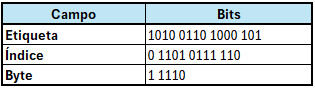 Campo Bits
Etiqueta 1010 0110 1000 101
Índice 0 1101 0111 110
Byte 1 1110